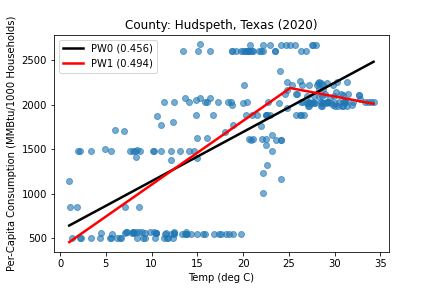 County: Hudspeth, Texas (2020)
PW0 (0.456)
PW1 (0.494)
Per-Capita Consumption (MMBtu/1000 Households)
2500
2000
1500
1000
500
0 5 10 15 20 25 30 35
Temp (deg C)